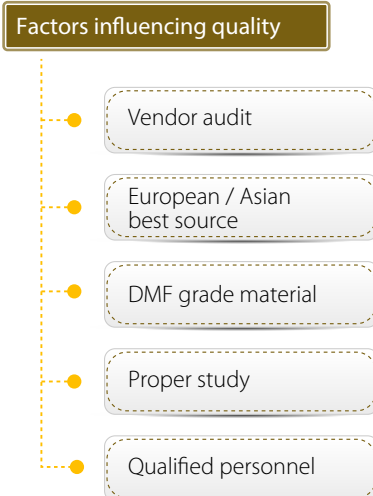 Factors influencing quality
Vendor audit
European / Asian
best source
DMF grade material
Proper study
Qualified personnel